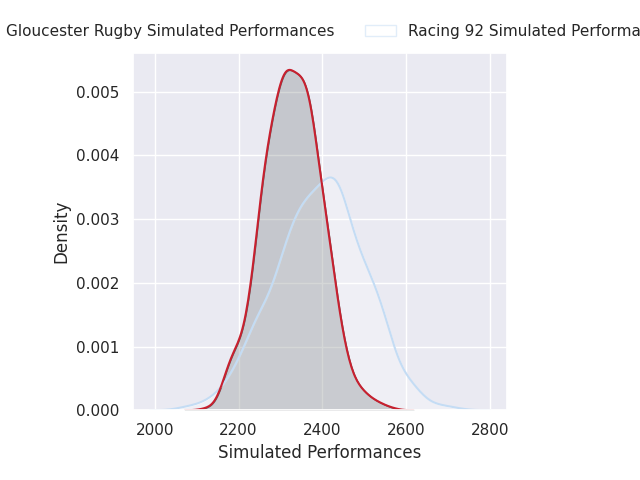 Gloucester Rugby Simulated Performances Racing 92 Simulated Performa
0.005
0.004
0.003
0.002
0.001
0.000
Density
2000 2200 2400 2600 2800
Simulated Performances